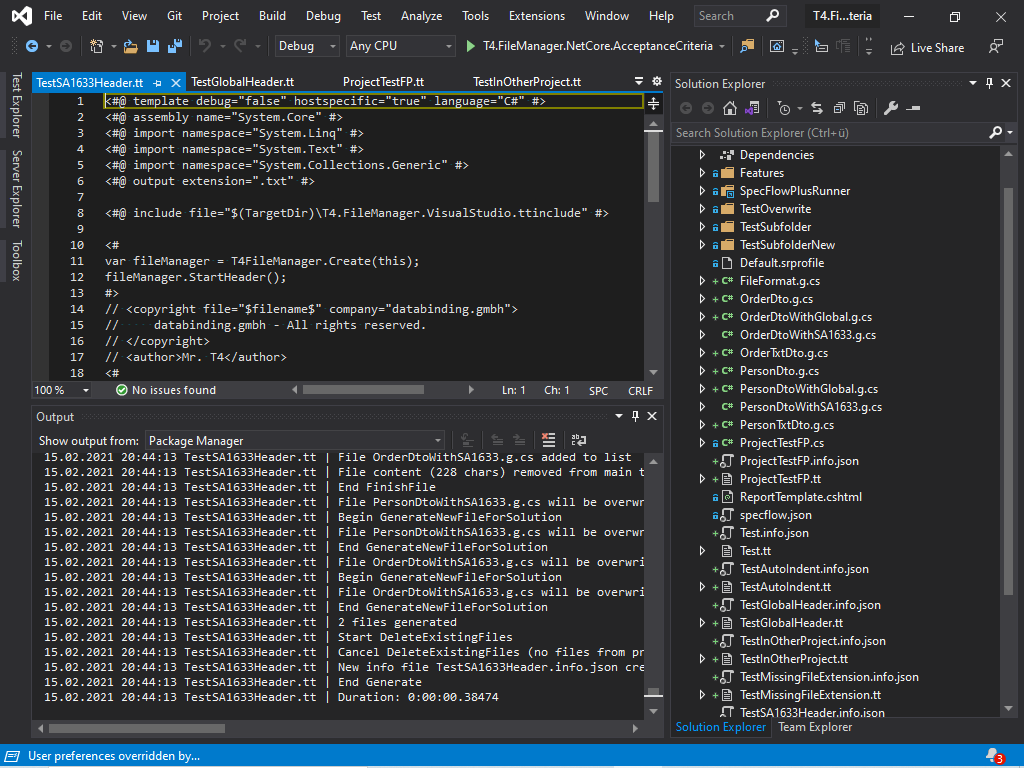 File Edit View Git Project Build Debug Test Analyze Tools Extensions Window Help Search T4.Fi...teria
Debug Any CPU T4.FileManager.NetCore.AcceptanceCriteria Live Share
Test Explorer
Server Explorer
Toolbox
TestSA1633Header.tt TestGlobalHeader.tt ProjectTestFP.tt TestInOtherProject.tt
1 <#@ template debug="false" hostspecific="true" language="C#" #>
2 <#@ assembly name="System.Core" #>
3 <#@ import namespace="System.Linq" #>
4 <#@ import namespace="System.Text" #>
5 <#@ import namespace="System.Collections.Generic" #>
6 <#@ output extension=".txt" #>
7
8 <#@ include file="$(TargetDir)\T4.FileManager.VisualStudio.ttinclude" #>
9
10 <#
11 var fileManager = T4FileManager.Create(this);
12 fileManager.StartHeader();
13 #>
14 // <copyright file="$filename$" company="databinding.gmbh">
15 //     databinding.gmbh - All rights reserved.
16 // </copyright>
17 // <author>Mr. T4</author>
18 <#
100 % No issues found Ln: 1 Ch: 1 SPC CRLF
Output
Show output from: Package Manager
15.02.2021 20:44:13 TestSA1633Header.tt | File OrderDtoWithSA1633.g.cs added to list
15.02.2021 20:44:13 TestSA1633Header.tt | File content (228 chars) removed from main t
15.02.2021 20:44:13 TestSA1633Header.tt | End FinishFile
15.02.2021 20:44:13 TestSA1633Header.tt | File PersonDtoWithSA1633.g.cs will be overwr
15.02.2021 20:44:13 TestSA1633Header.tt | Begin GenerateNewFileForSolution
15.02.2021 20:44:13 TestSA1633Header.tt | File PersonDtoWithSA1633.g.cs will be overwr
15.02.2021 20:44:13 TestSA1633Header.tt | End GenerateNewFileForSolution
15.02.2021 20:44:13 TestSA1633Header.tt | File OrderDtoWithSA1633.g.cs will be overwri
15.02.2021 20:44:13 TestSA1633Header.tt | Begin GenerateNewFileForSolution
15.02.2021 20:44:13 TestSA1633Header.tt | File OrderDtoWithSA1633.g.cs will be overwri
15.02.2021 20:44:13 TestSA1633Header.tt | End GenerateNewFileForSolution
15.02.2021 20:44:13 TestSA1633Header.tt | 2 files generated
15.02.2021 20:44:13 TestSA1633Header.tt | Start DeleteExistingFiles
15.02.2021 20:44:13 TestSA1633Header.tt | Cancel DeleteExistingFiles (no files from pr
15.02.2021 20:44:13 TestSA1633Header.tt | New info file TestSA1633Header.info.json cre
15.02.2021 20:44:13 TestSA1633Header.tt | End Generate
15.02.2021 20:44:13 TestSA1633Header.tt | Duration: 0:00:00.38474
Solution Explorer
Search Solution Explorer (Ctrl+ü)
Dependencies
Features
SpecFlowPlusRunner
TestOverwrite
TestSubfolder
TestSubfolderNew
Default.srprofile
C# FileFormat.g.cs
C# OrderDto.g.cs
C# OrderDtoWithGlobal.g.cs
C# OrderDtoWithSA1633.g.cs
C# OrderTxtDto.g.cs
C# PersonDto.g.cs
C# PersonDtoWithGlobal.g.cs
C# PersonDtoWithSA1633.g.cs
C# PersonTxtDto.g.cs
C# ProjectTestFP.cs
ProjectTestFP.info.json
ProjectTestFP.tt
ReportTemplate.cshtml
specflow.json
Test.info.json
Test.tt
TestAutoIndent.info.json
TestAutoIndent.tt
TestGlobalHeader.info.json
TestGlobalHeader.tt
TestInOtherProject.info.json
TestInOtherProject.tt
TestMissingFileExtension.info.json
TestMissingFileExtension.tt
TestSA1633Header.info.json
Solution Explorer Team Explorer
User preferences overridden by... 3